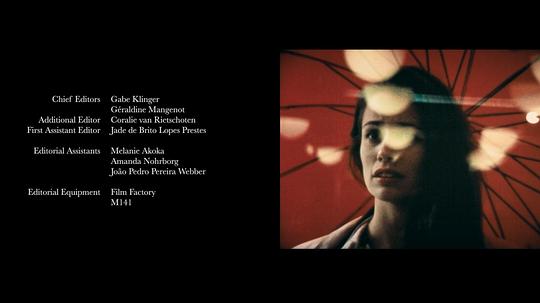 Chief Editors Gabe Klinger
Géraldine Mangenot
Additional Editor Coralie van Rietschoten
First Assistant Editor Jade de Brito Lopes Prestes
Editorial Assistants Melanie Akoka
Amanda Nohrborg
João Pedro Pereira Webber
Editorial Equipment Film Factory
M141